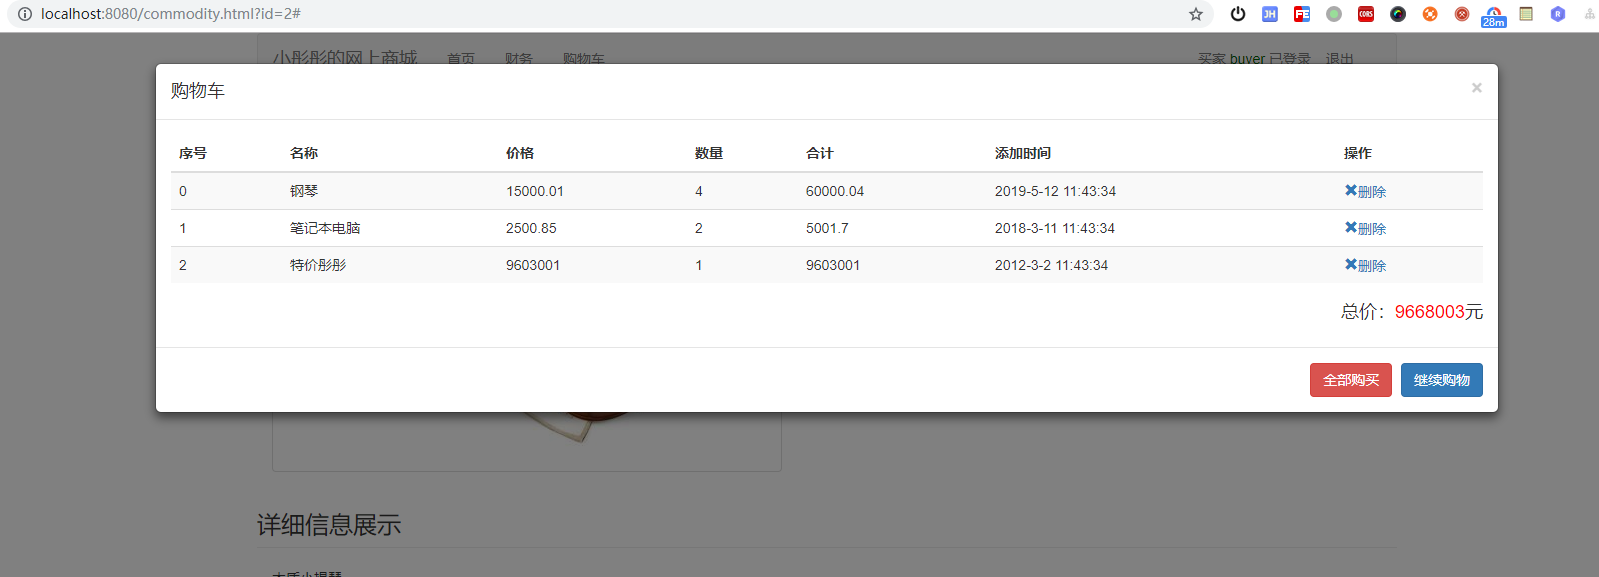 localhost:8080/commodity.html?id=2#
JH FE CORS 28m R
小彤彤的网上商城 首页 财务 购物车 买家 buyer 已登录 退出
购物车 ×
序号 名称 价格 数量 合计 添加时间 操作
0 钢琴 15000.01 4 60000.04 2019-5-12 11:43:34 ✖删除
1 笔记本电脑 2500.85 2 5001.7 2018-3-11 11:43:34 ✖删除
2 特价彤彤 9603001 1 9603001 2012-3-2 11:43:34 ✖删除
总价：9668003元
全部购买 继续购物
详细信息展示
木质小提琴